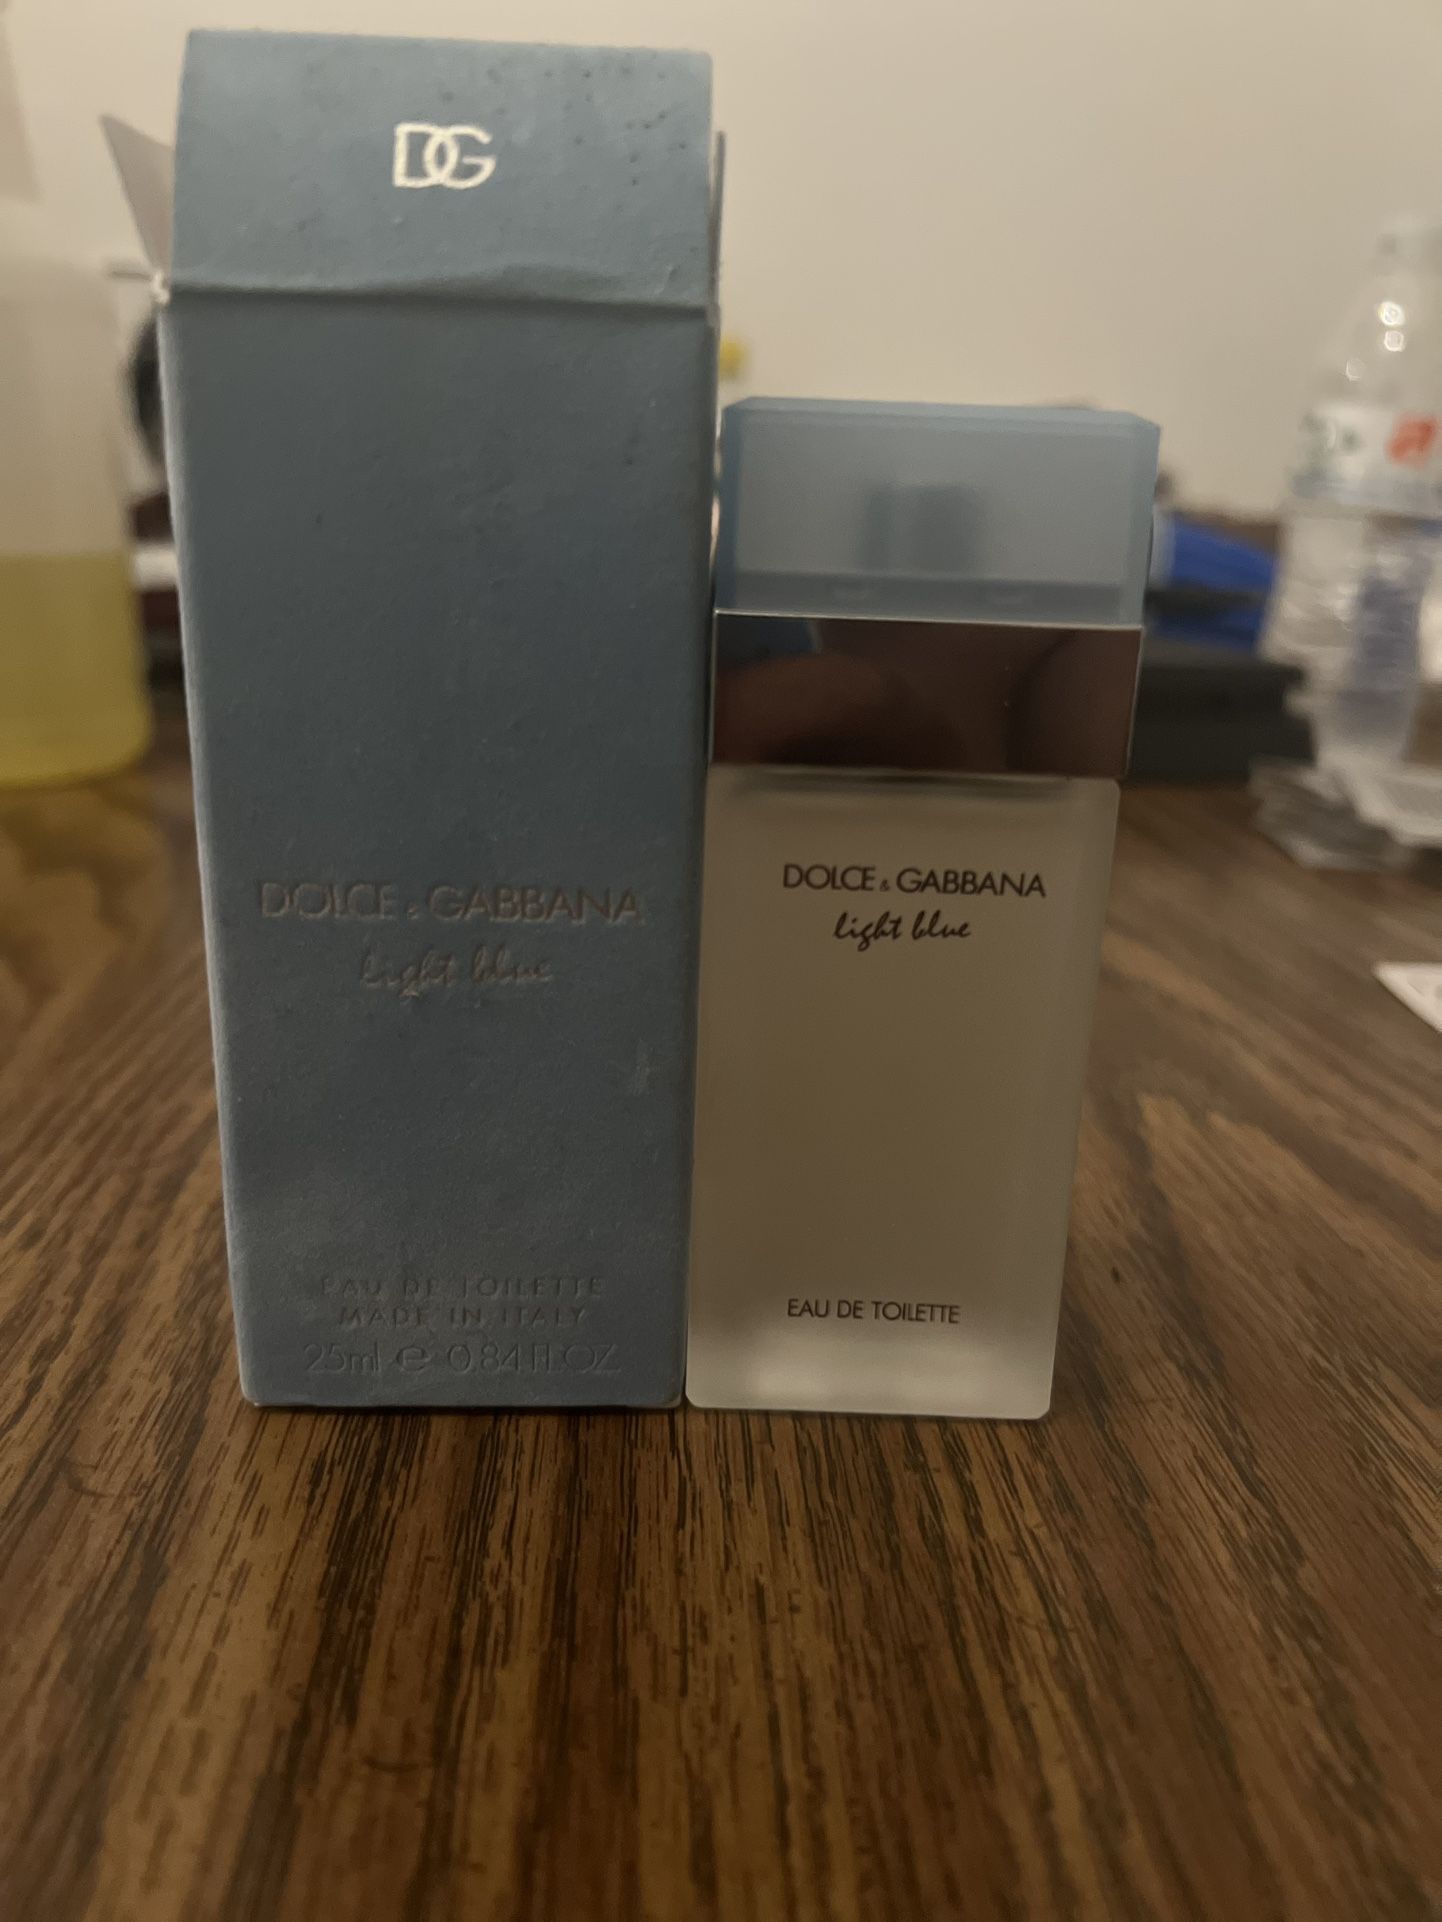 DG
DOLCE & GABBANA
light blue
EAU DE TOILETTE
MADE IN ITALY
25ml e 0.84 FL.OZ
DOLCE & GABBANA
light blue
EAU DE TOILETTE